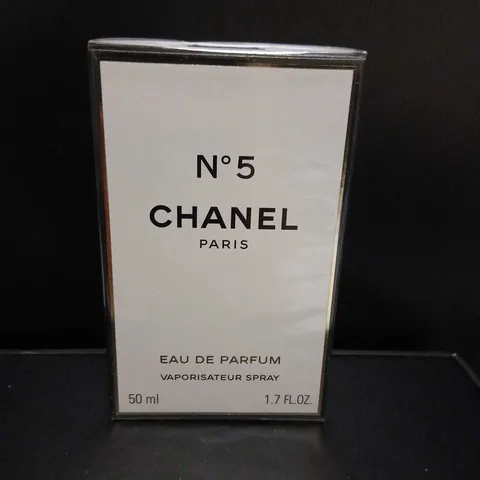 N°5
CHANEL
PARIS
EAU DE PARFUM
VAPORISATEUR SPRAY
50 ml 1.7 FL.OZ.